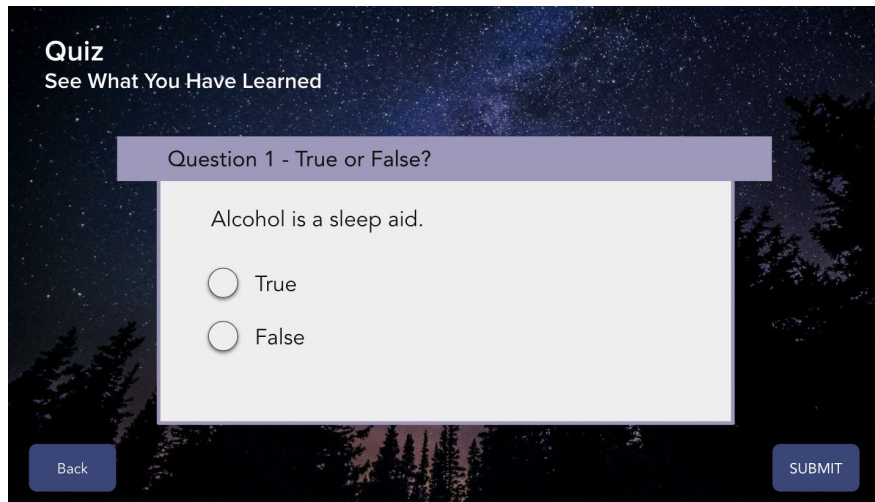 Quiz
See What You Have Learned
Question 1 - True or False?
Alcohol is a sleep aid.
True
False
Back
SUBMIT